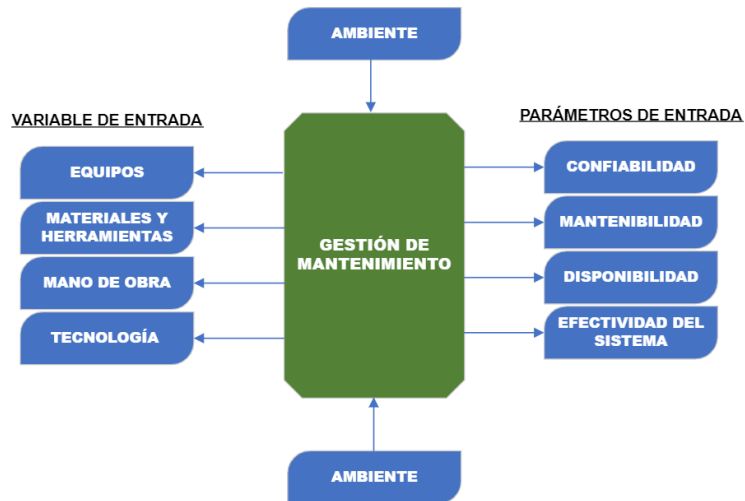 AMBIENTE
VARIABLE DE ENTRADA
EQUIPOS
MATERIALES Y
HERRAMIENTAS
MANO DE OBRA
TECNOLOGÍA
GESTIÓN DE
MANTENIMIENTO
PARÁMETROS DE ENTRADA
CONFIABILIDAD
MANTENIBILIDAD
DISPONIBILIDAD
EFECTIVIDAD DEL
SISTEMA
AMBIENTE